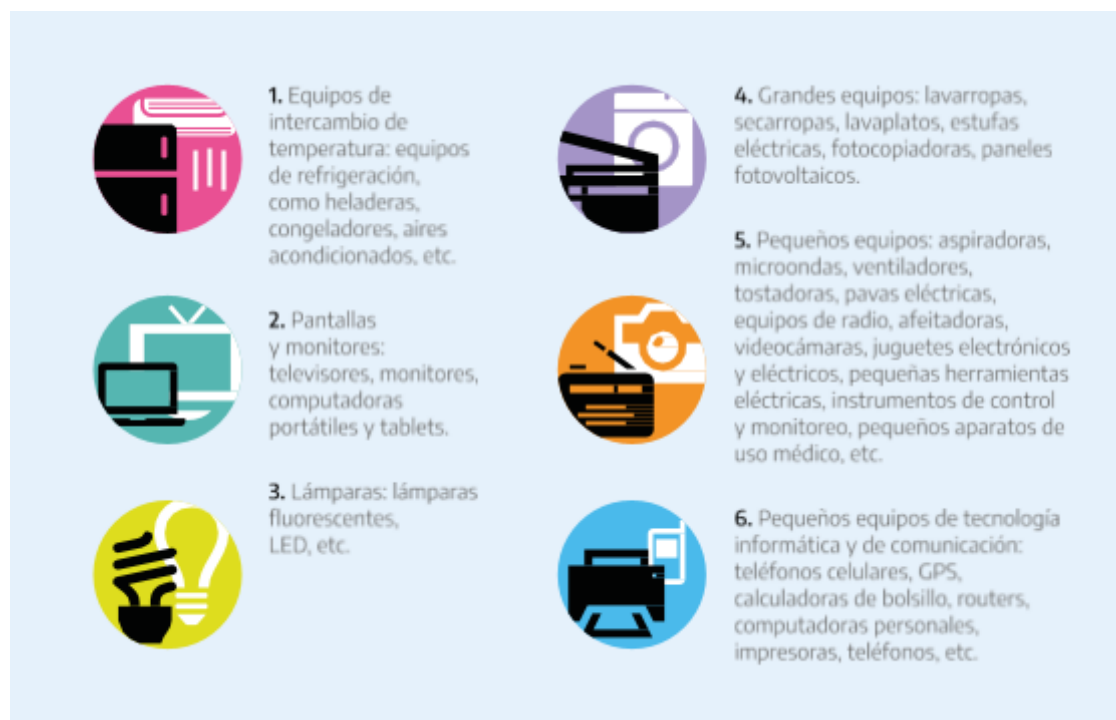 1. Equipos de
intercambio de
temperatura: equipos
de refrigeración,
como heladeras,
congeladores, aires
acondicionados, etc.
2. Pantallas
y monitores:
televisores, monitores,
computadoras
portátiles y tablets.
3. Lámparas: lámparas
fluorescentes,
LED, etc.
4. Grandes equipos: lavarropas,
secarropas, lavaplatos, estufas
eléctricas, fotocopiadoras, paneles
fotovoltaicos.
5. Pequeños equipos: aspiradoras,
microondas, ventiladores,
tostadoras, pavas eléctricas,
equipos de radio, afeitadoras,
videocámaras, juguetes electrónicos
y eléctricos, pequeñas herramientas
eléctricas, instrumentos de control
y monitoreo, pequeños aparatos de
uso médico, etc.
6. Pequeños equipos de tecnología
informática y de comunicación:
teléfonos celulares, GPS,
calculadoras de bolsillo, routers,
computadoras personales,
impresoras, teléfonos, etc.